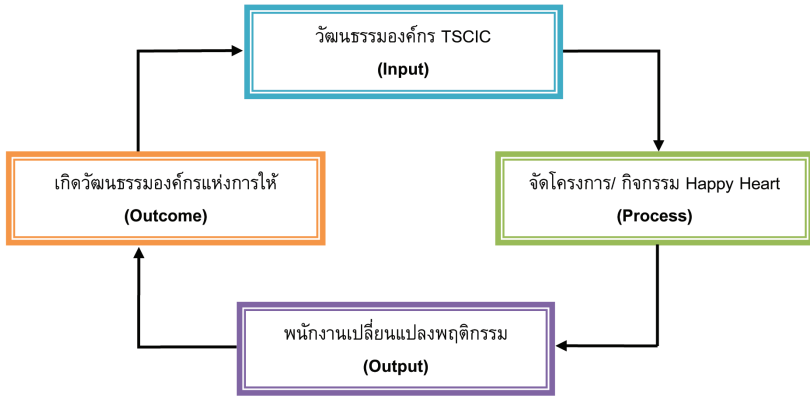 วัฒนธรรมองค์กร TSCIC
(Input)
จัดโครงการ/ กิจกรรม Happy Heart
(Process)
พนักงานเปลี่ยนแปลงพฤติกรรม
(Output)
เกิดวัฒนธรรมองค์กรแห่งการให้
(Outcome)